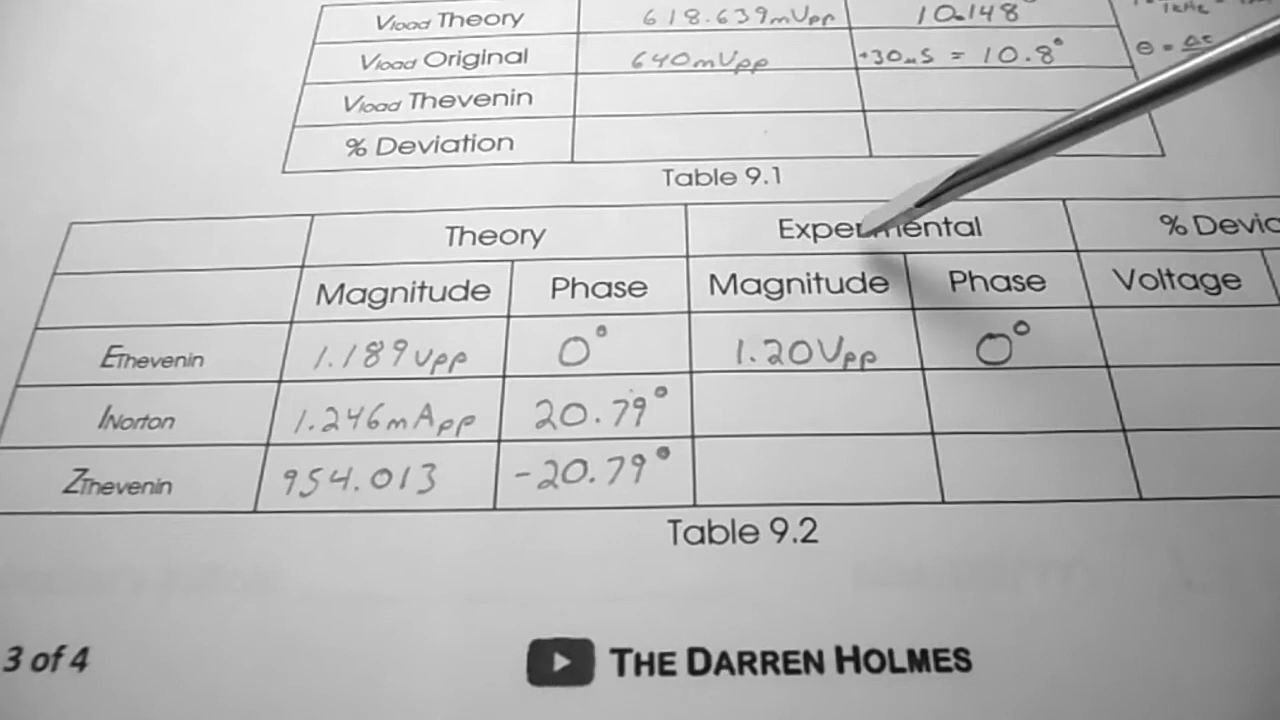 Vload Theory 618.639mVpp 10.148°
Vload Original 640mVpp +30µS = 10.8° θ =
Vload Thevenin
% Deviation
Table 9.1
Theory Experimental
Magnitude Phase Magnitude Phase Voltage
EThevenin 1.189Vpp 0° 1.20Vpp 0°
INorton 1.246mApp 20.79°
ZThevenin 954.013 -20.79°
Table 9.2
3 of 4
THE DARREN HOLMES